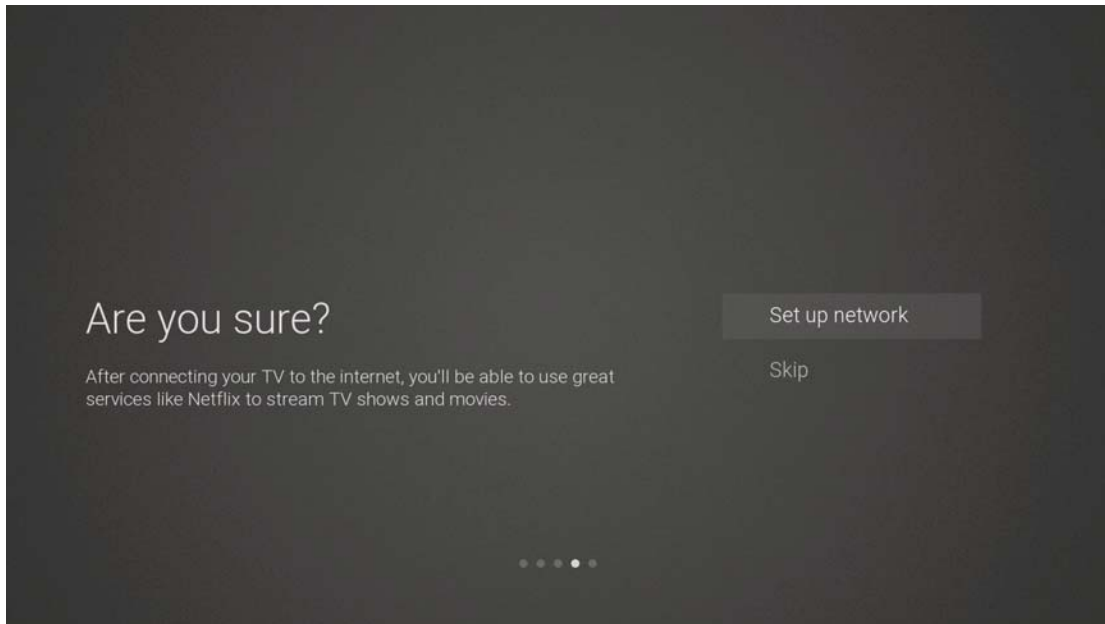 Are you sure?
After connecting your TV to the internet, you'll be able to use great
services like Netflix to stream TV shows and movies.
Set up network
Skip